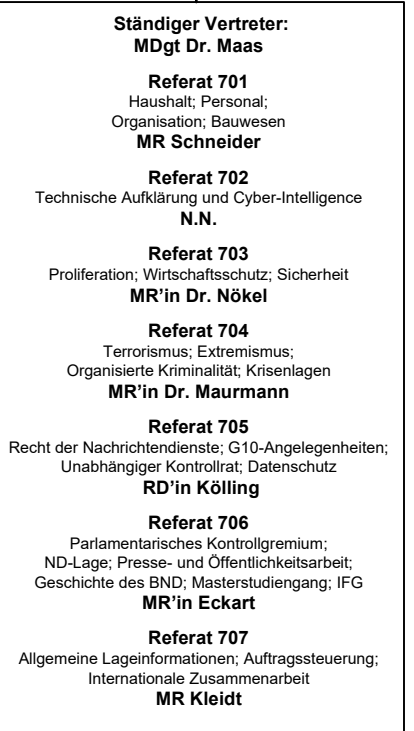 Ständiger Vertreter:
MDgt Dr. Maas
Referat 701
Haushalt; Personal;
Organisation; Bauwesen
MR Schneider
Referat 702
Technische Aufklärung und Cyber-Intelligence
N.N.
Referat 703
Proliferation; Wirtschaftsschutz; Sicherheit
MR’in Dr. Nökel
Referat 704
Terrorismus; Extremismus;
Organisierte Kriminalität; Krisenlagen
MR’in Dr. Maurmann
Referat 705
Recht der Nachrichtendienste; G10-Angelegenheiten;
Unabhängiger Kontrollrat; Datenschutz
RD’in Kölling
Referat 706
Parlamentarisches Kontrollgremium;
ND-Lage; Presse- und Öffentlichkeitsarbeit;
Geschichte des BND; Masterstudiengang; IFG
MR’in Eckart
Referat 707
Allgemeine Lageinformationen; Auftragssteuerung;
Internationale Zusammenarbeit
MR Kleidt